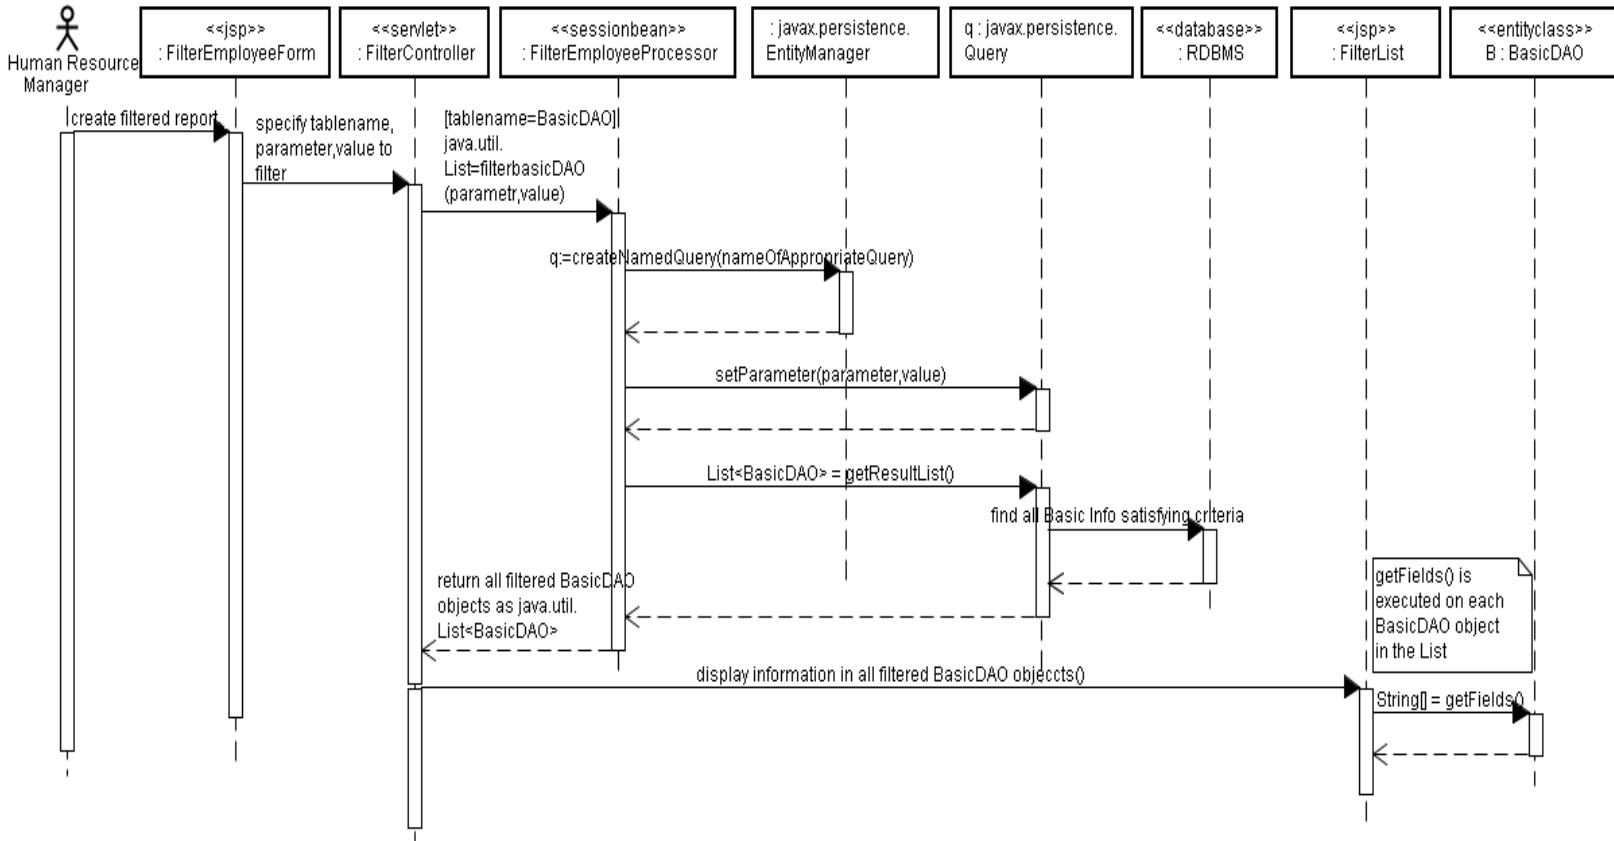 Human Resource
Manager
<<jsp>>
: FilterEmployeeForm
<<servlet>>
: FilterController
<<sessionbean>>
: FilterEmployeeProcessor
: javax.persistence.
EntityManager
q : javax.persistence.
Query
<<database>>
: RDBMS
<<jsp>>
: FilterList
<<entityclass>>
B : BasicDAO
create filtered report
specify tablename,
parameter,value to
filter
[tablename=BasicDAO]
java.util.
List=filterbasicDAO
(parametr,value)
q:=createNamedQuery(nameOfAppropriateQuery)
setParameter(parameter,value)
List<BasicDAO> = getResultList()
find all Basic Info satisfying criteria
return all filtered BasicDAO
objects as java.util.
List<BasicDAO>
getFields() is
executed on each
BasicDAO object
in the List
display information in all filtered BasicDAO objeccts()
String[] = getFields()